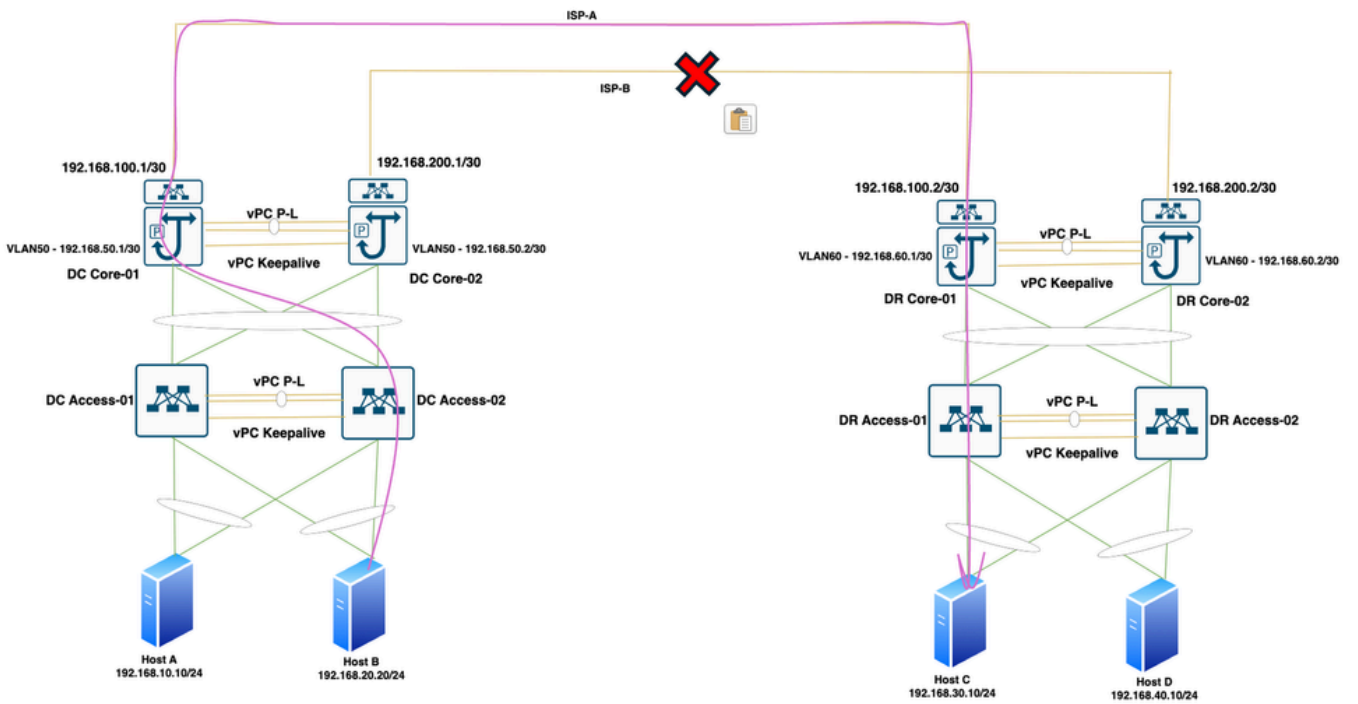 ISP-A
ISP-B
192.168.100.1/30
192.168.200.1/30
vPC P-L
P
P
VLAN50 - 192.168.50.1/30
VLAN50 - 192.168.50.2/30
vPC Keepalive
DC Core-01
DC Core-02
DC Access-01
vPC P-L
DC Access-02
vPC Keepalive
Host A
192.168.10.10/24
Host B
192.168.20.20/24
192.168.100.2/30
192.168.200.2/30
vPC P-L
P
P
VLAN60 - 192.168.60.1/30
VLAN60 - 192.168.60.2/30
vPC Keepalive
DR Core-01
DR Core-02
vPC P-L
DR Access-01
DR Access-02
vPC Keepalive
Host C
192.168.30.10/24
Host D
192.168.40.10/24